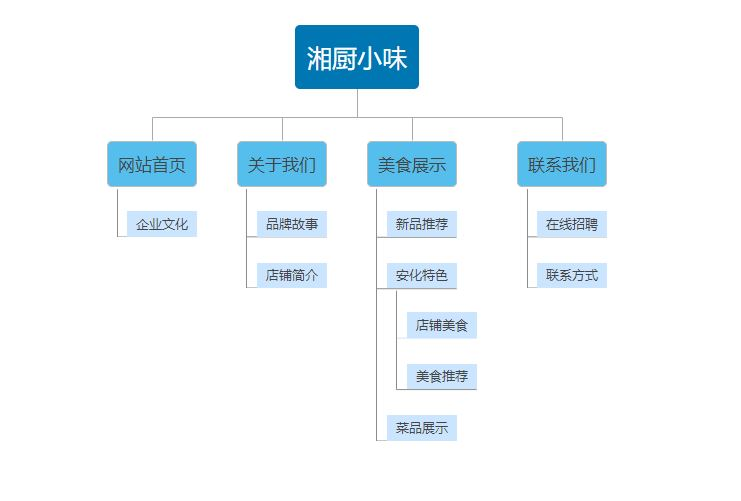 湘厨小味
网站首页
关于我们
美食展示
联系我们
企业文化
品牌故事
新品推荐
在线招聘
店铺简介
安化特色
联系方式
店铺美食
美食推荐
菜品展示